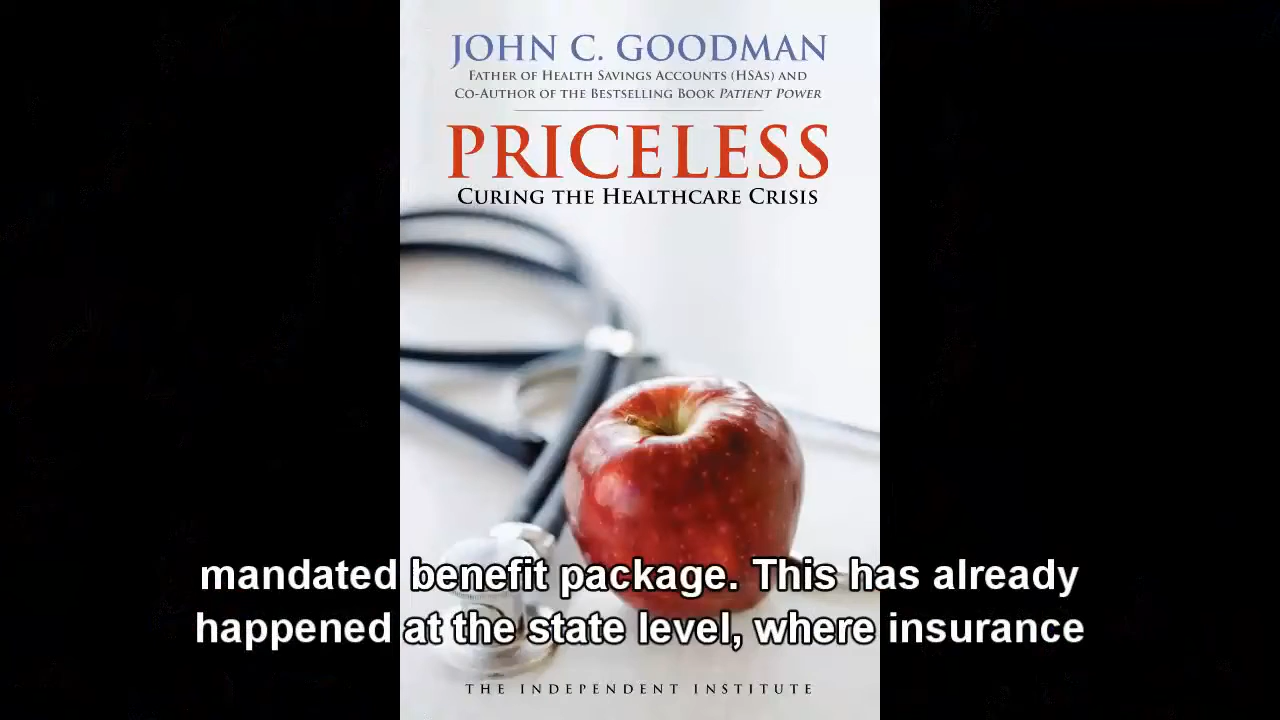 JOHN C. GOODMAN
FATHER OF HEALTH SAVINGS ACCOUNTS (HSAS) AND
CO-AUTHOR OF THE BESTSELLING BOOK PATIENT POWER
PRICELESS
CURING THE HEALTHCARE CRISIS
mandated benefit package. This has already
happened at the state level, where insurance
THE INDEPENDENT INSTITUTE